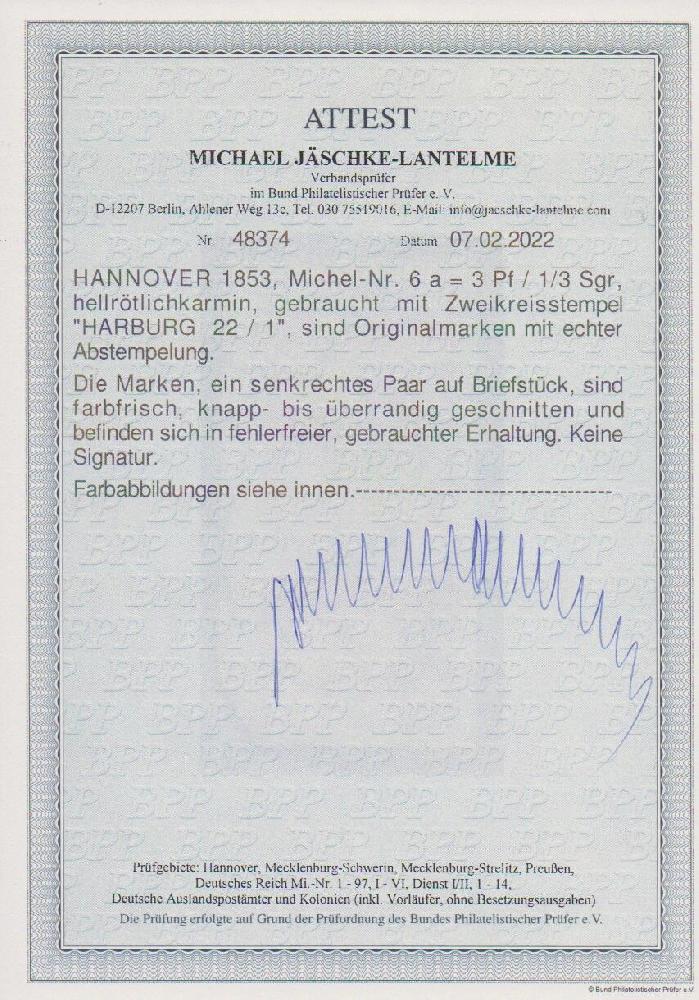 ATTEST
MICHAEL JÄSCHKE-LANTELME
Verbandsprüfer
im Bund Philatelistischer Prüfer e. V.
D-12207 Berlin, Ahlener Weg 13c, Tel. 030 75519016, E-Mail: info@jaeschke-lantelme.com
Nr. 48374 Datum 07.02.2022
HANNOVER 1853, Michel-Nr. 6 a = 3 Pf / 1/3 Sgr,
hellrötlichkarmin, gebraucht mit Zweikreisstempel
"HARBURG 22 / 1", sind Originalmarken mit echter
Abstempelung.
Die Marken, ein senkrechtes Paar auf Briefstück, sind
farbfrisch, knapp- bis überrandig geschnitten und
befinden sich in fehlerfreier, gebrauchter Erhaltung. Keine
Signatur.
Farbabbildungen siehe innen.----------------------------------
Prüfgebiete: Hannover, Mecklenburg-Schwerin, Mecklenburg-Strelitz, Preußen,
Deutsches Reich Mi.-Nr. 1 - 97, I - VI, Dienst I/II, 1 - 14,
Deutsche Auslandspostämter und Kolonien (inkl. Vorläufer, ohne Besetzungsausgaben)
Die Prüfung erfolgte auf Grund der Prüfordnung des Bundes Philatelistischer Prüfer e. V.
© Bund Philatelistischer Prüfer e.V.